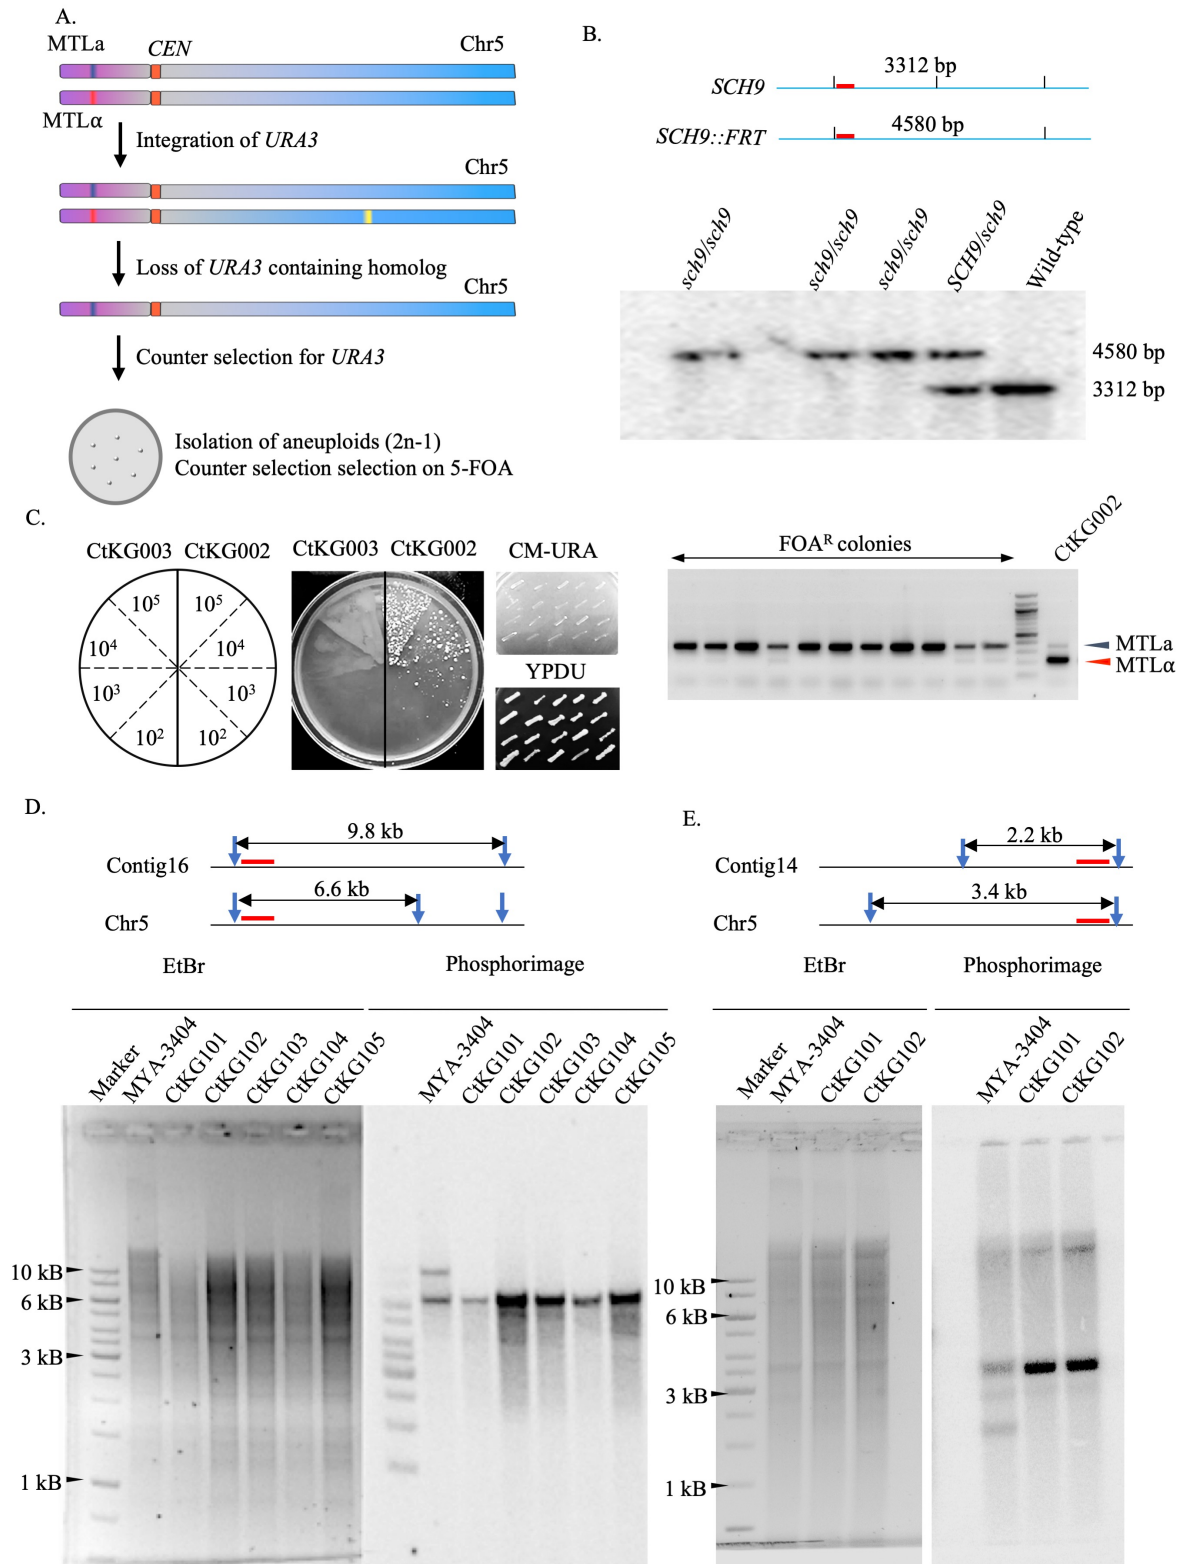 A.
MTLa
CEN
Chr5
MTLα
Integration of URA3
Chr5
Loss of URA3 containing homolog
Chr5
Counter selection for URA3
Isolation of aneuploids (2n-1)
Counter selection selection on 5-FOA
B.
3312 bp
SCH9
4580 bp
SCH9::FRT
sch9/sch9
sch9/sch9
sch9/sch9
SCH9/sch9
Wild-type
4580 bp
3312 bp
C.
CtKG003 CtKG002
10⁵ 10⁵
10⁴ 10⁴
10³ 10³
10² 10²
CtKG003 CtKG002
CM-URA
YPDU
FOAᴿ colonies
CtKG002
MTLa
MTLα
D.
9.8 kb
Contig16
6.6 kb
Chr5
EtBr
Phosphorimage
Marker
MYA-3404
CtKG101
CtKG102
CtKG103
CtKG104
CtKG105
MYA-3404
CtKG101
CtKG102
CtKG103
CtKG104
CtKG105
10 kB
6 kB
3 kB
1 kB
E.
2.2 kb
Contig14
3.4 kb
Chr5
EtBr
Phosphorimage
Marker
MYA-3404
CtKG101
CtKG102
MYA-3404
CtKG101
CtKG102
10 kB
6 kB
3 kB
1 kB